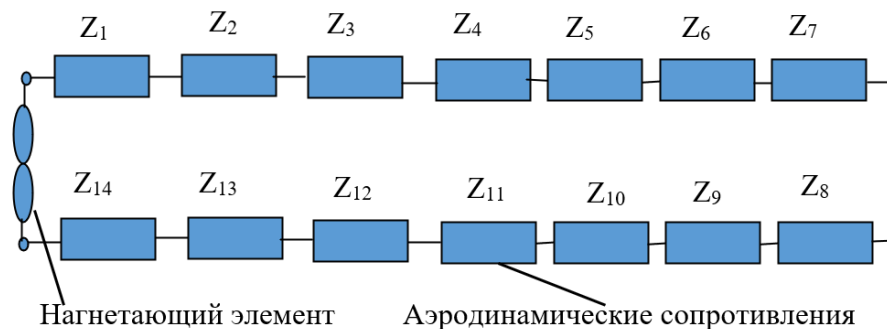 Z₁ Z₂ Z₃ Z₄ Z₅ Z₆ Z₇
Z₁₄ Z₁₃ Z₁₂ Z₁₁ Z₁₀ Z₉ Z₈
Нагнетающий элемент Аэродинамические сопротивления